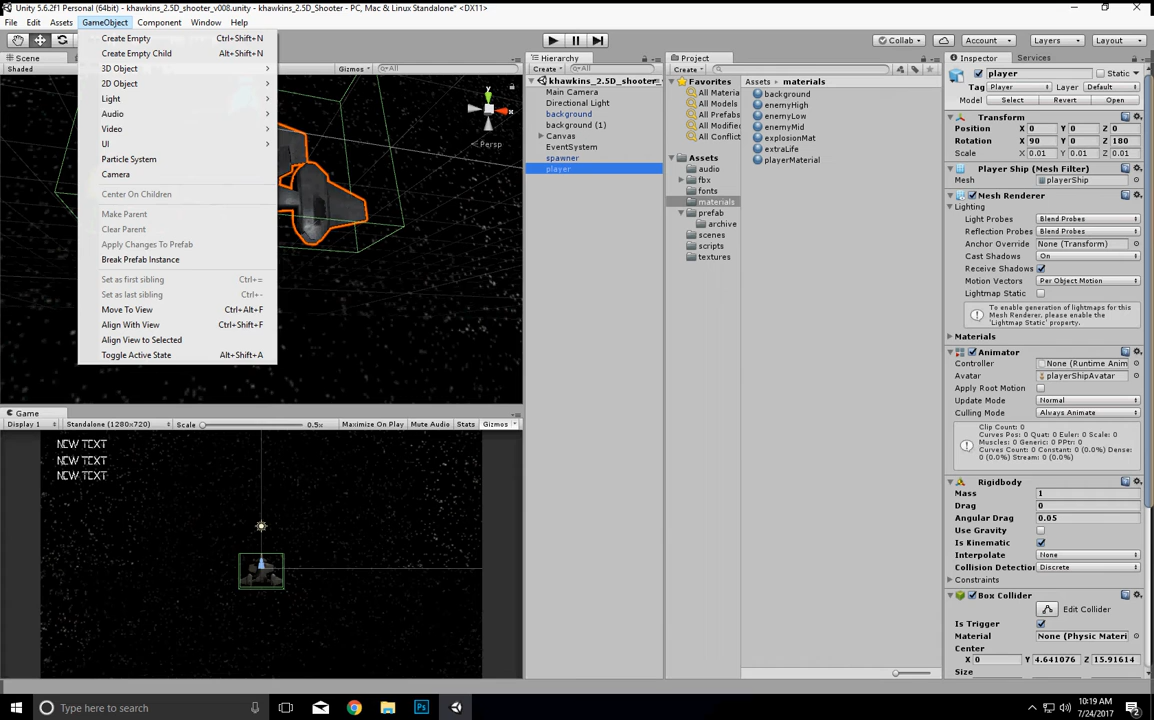 Unity 5.6.2f1 Personal (64bit) - khawkins_2.5D_shooter_v008.unity - khawkins_2.5D_Shooter - PC, Mac & Linux Standalone* <DX11>
File Edit Assets GameObject Component Window Help
Collab Account Layers Layout
Scene
Shaded Gizmos All
Persp
Create Empty Ctrl+Shift+N
Create Empty Child Alt+Shift+N
3D Object
2D Object
Light
Audio
Video
UI
Particle System
Camera
Center On Children
Make Parent
Clear Parent
Apply Changes To Prefab
Break Prefab Instance
Set as first sibling Ctrl+=
Set as last sibling Ctrl+-
Move To View Ctrl+Alt+F
Align With View Ctrl+Shift+F
Align View to Selected
Toggle Active State Alt+Shift+A
Game
Display 1 Standalone (1280x720) Scale 0.5x Maximize On Play Mute Audio Stats Gizmos
NEW TEXT
NEW TEXT
NEW TEXT
Hierarchy
Create All
khawkins_2.5D_shooter
Main Camera
Directional Light
background
background (1)
Canvas
EventSystem
spawner
player
Project
Create
Favorites
All Materia
All Models
All Prefabs
All Modified
All Conflict
Assets
audio
fbx
fonts
materials
prefab
archive
scenes
scripts
textures
Assets materials
background
enemyHigh
enemyLow
enemyMid
explosionMat
extraLife
playerMaterial
Inspector Services
player Static
Tag Player Layer Default
Model Select Revert Open
Transform
Position X 0 Y 0 Z 0
Rotation X 90 Y 0 Z 180
Scale X 0.01 Y 0.01 Z 0.01
Player Ship (Mesh Filter)
Mesh playerShip
Mesh Renderer
Lighting
Light Probes Blend Probes
Reflection Probes Blend Probes
Anchor Override None (Transform)
Cast Shadows On
Receive Shadows
Motion Vectors Per Object Motion
Lightmap Static
To enable generation of lightmaps for this
Mesh Renderer, please enable the
'Lightmap Static' property.
Materials
Animator
Controller None (Runtime Anim
Avatar playerShipAvatar
Apply Root Motion
Update Mode Normal
Culling Mode Always Animate
Clip Count: 0
Curves Pos: 0 Quat: 0 Euler: 0 Scale: 0
Muscles: 0 Generic: 0 PPtr: 0
Curves Count: 0 Constant: 0 (0.0%) Dense:
0 (0.0%) Stream: 0 (0.0%)
Rigidbody
Mass 1
Drag 0
Angular Drag 0.05
Use Gravity
Is Kinematic
Interpolate None
Collision Detection Discrete
Constraints
Box Collider
Edit Collider
Is Trigger
Material None (Physic Materi
Center
X 0 Y 4.641076 Z 15.91614
Size
Type here to search
10:19 AM
7/24/2017
2